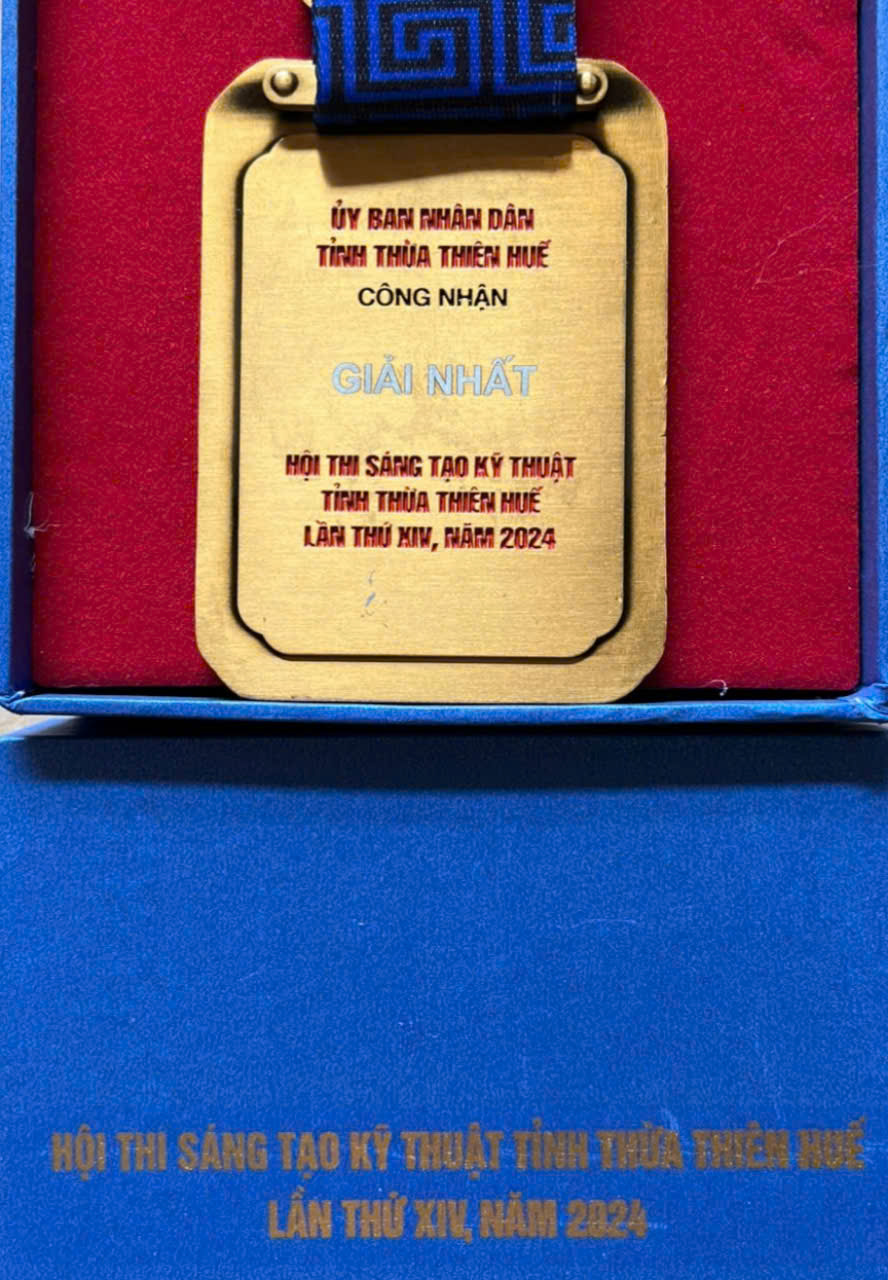 ỦY BAN NHÂN DÂN
TỈNH THỪA THIÊN HUẾ
CÔNG NHẬN
GIẢI NHẤT
HỘI THI SÁNG TẠO KỸ THUẬT
TỈNH THỪA THIÊN HUẾ
LẦN THỨ XIV, NĂM 2024
HỘI THI SÁNG TẠO KỸ THUẬT TỈNH THỪA THIÊN HUẾ
LẦN THỨ XIV, NĂM 2024